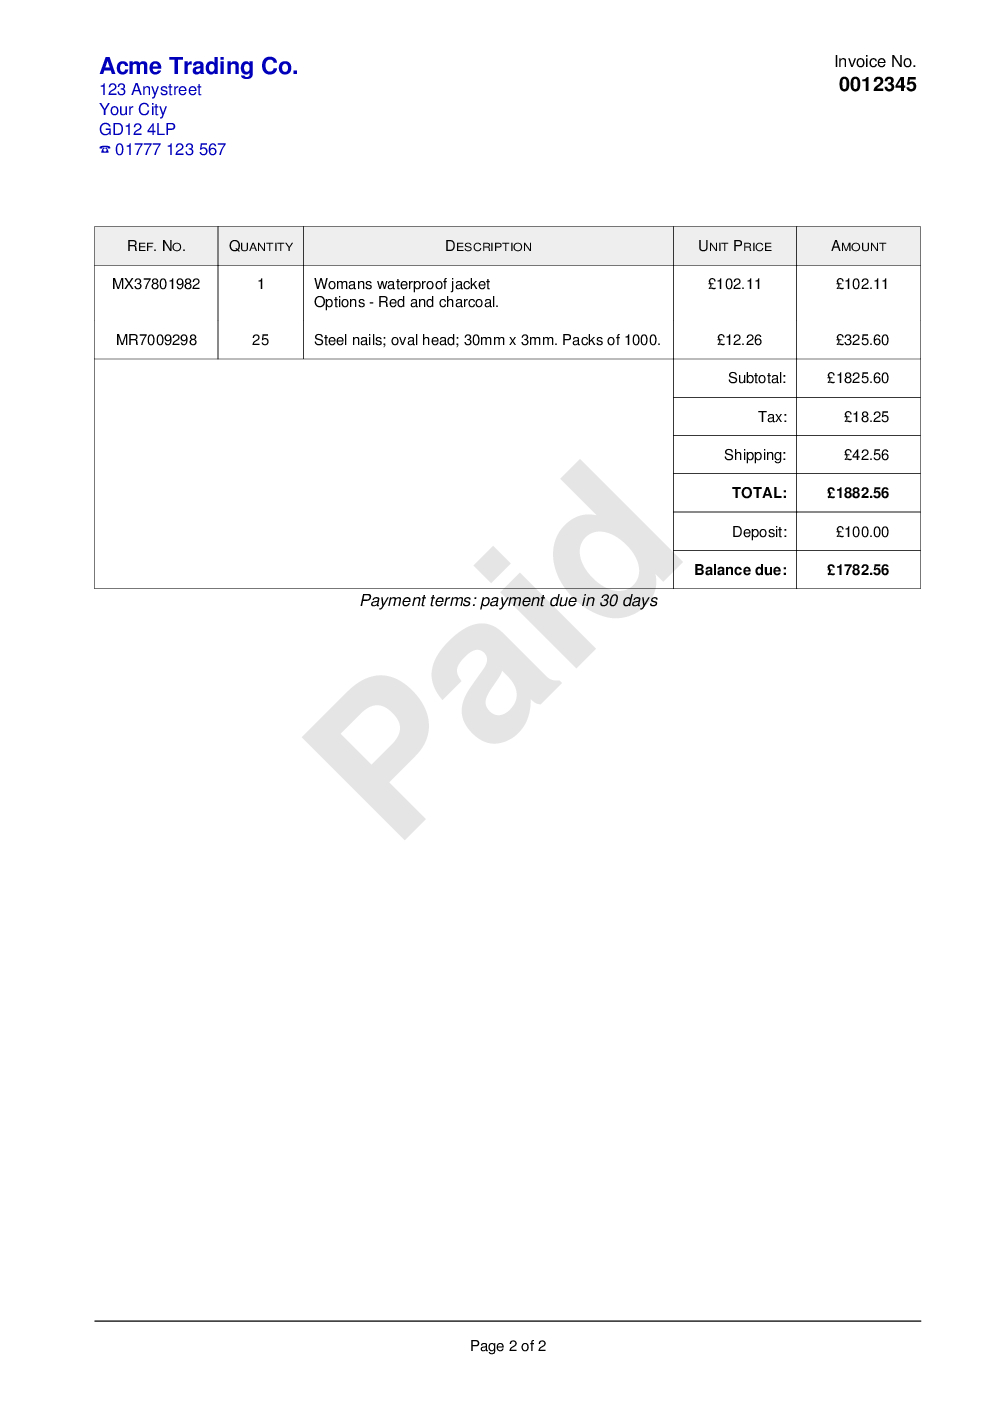 Acme Trading Co.
123 Anystreet
Your City
GD12 4LP
☎ 01777 123 567
Invoice No.
0012345
REF. NO. QUANTITY DESCRIPTION UNIT PRICE AMOUNT
MX37801982 1 Womans waterproof jacket £102.11 £102.11
Options - Red and charcoal.
MR7009298 25 Steel nails; oval head; 30mm x 3mm. Packs of 1000. £12.26 £325.60
Subtotal: £1825.60
Tax: £18.25
Shipping: £42.56
TOTAL: £1882.56
Deposit: £100.00
Balance due: £1782.56
Payment terms: payment due in 30 days
Paid
Page 2 of 2